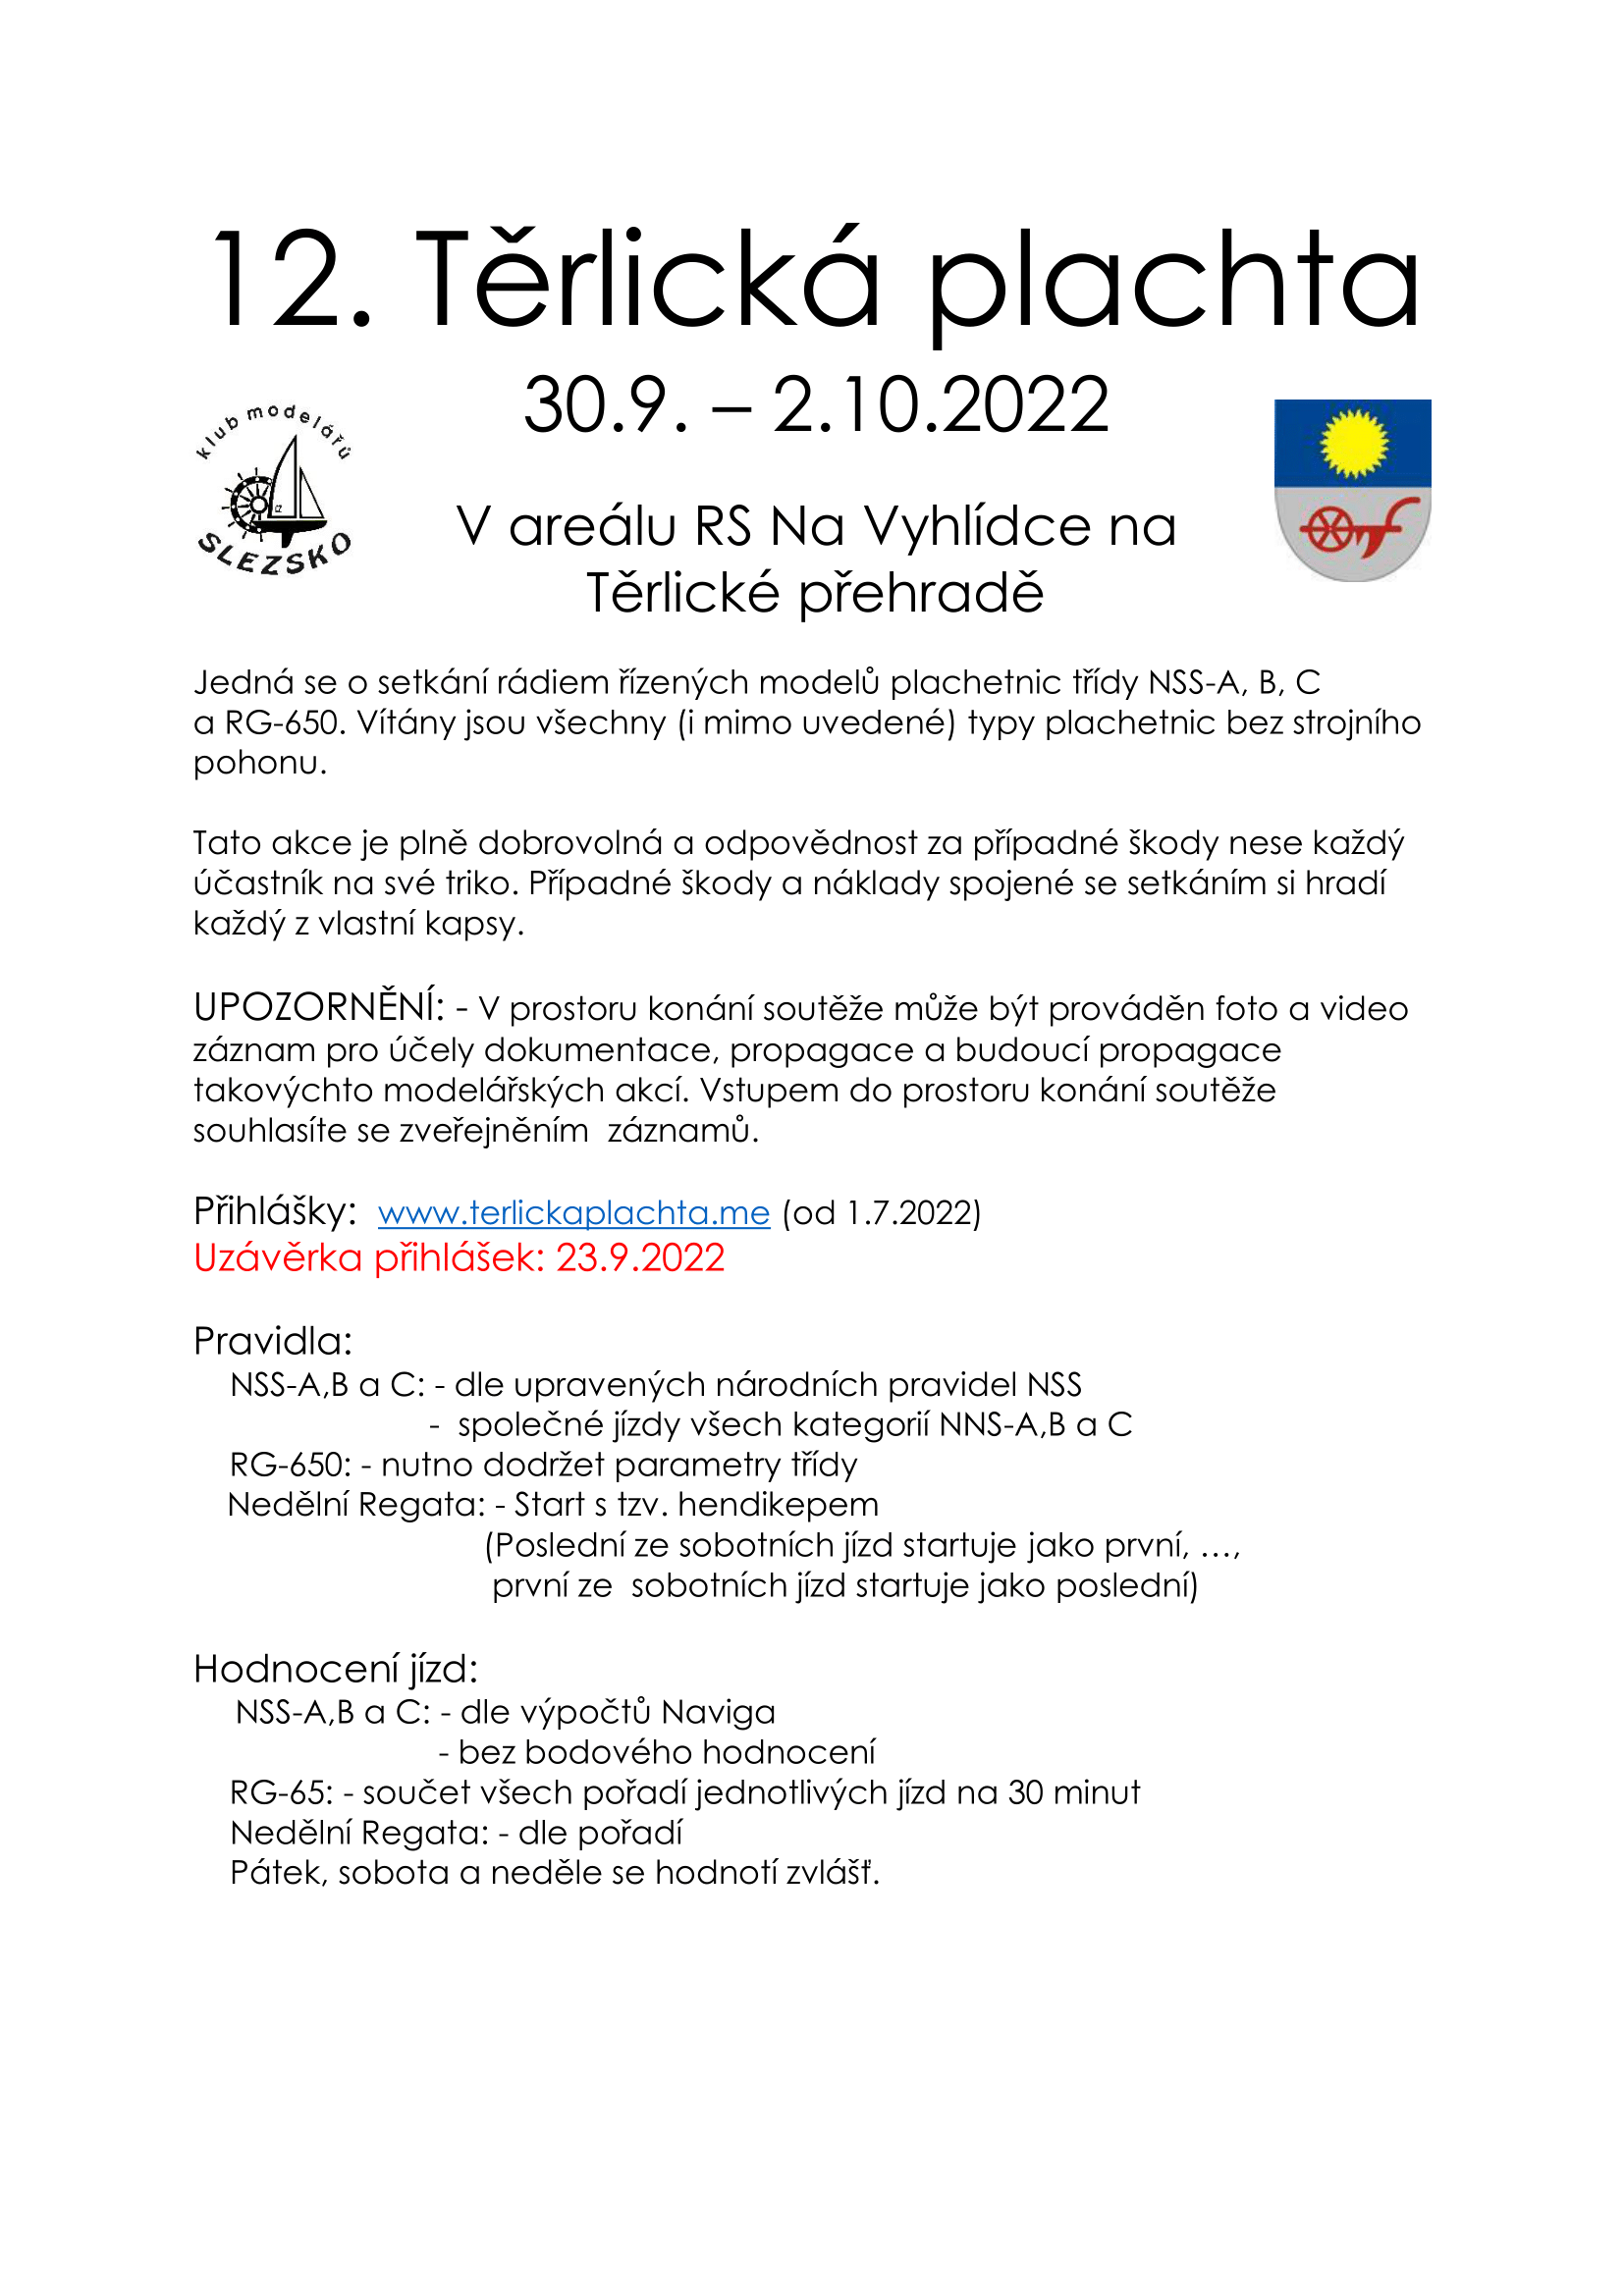 12. Těrlická plachta
30.9. – 2.10.2022
klub modelářů
SLEZSKO
CZ
V areálu RS Na Vyhlídce na
Těrlické přehradě
Jedná se o setkání rádiem řízených modelů plachetnic třídy NSS-A, B, C
a RG-650. Vítány jsou všechny (i mimo uvedené) typy plachetnic bez strojního
pohonu.
Tato akce je plně dobrovolná a odpovědnost za případné škody nese každý
účastník na své triko. Případné škody a náklady spojené se setkáním si hradí
každý z vlastní kapsy.
UPOZORNĚNÍ: - V prostoru konání soutěže může být prováděn foto a video
záznam pro účely dokumentace, propagace a budoucí propagace
takovýchto modelářských akcí. Vstupem do prostoru konání soutěže
souhlasíte se zveřejněním  záznamů.
Přihlášky:  www.terlickaplachta.me (od 1.7.2022)
Uzávěrka přihlášek: 23.9.2022
Pravidla:
NSS-A,B a C: - dle upravených národních pravidel NSS
-  společné jízdy všech kategorií NNS-A,B a C
RG-650: - nutno dodržet parametry třídy
Nedělní Regata: - Start s tzv. hendikepem
(Poslední ze sobotních jízd startuje jako první, …,
první ze  sobotních jízd startuje jako poslední)
Hodnocení jízd:
NSS-A,B a C: - dle výpočtů Naviga
- bez bodového hodnocení
RG-65: - součet všech pořadí jednotlivých jízd na 30 minut
Nedělní Regata: - dle pořadí
Pátek, sobota a neděle se hodnotí zvlášť.